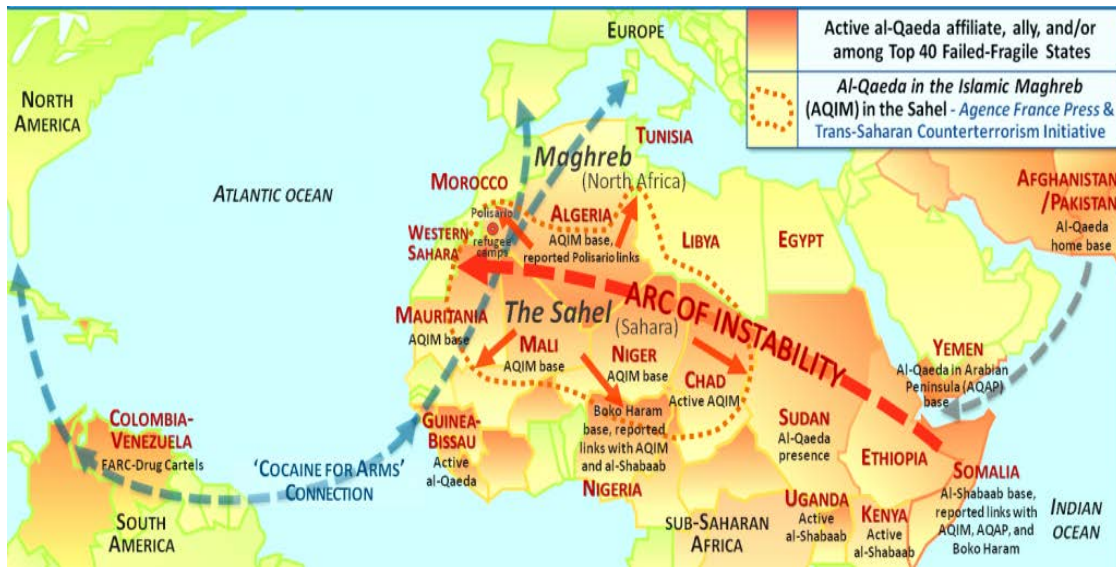 Active al-Qaeda affiliate, ally, and/or
among Top 40 Failed-Fragile States
Al-Qaeda in the Islamic Maghreb
(AQIM) in the Sahel - Agence France Press &
Trans-Saharan Counterterrorism Initiative
EUROPE
NORTH
AMERICA
ATLANTIC OCEAN
TUNISIA
Maghreb
(North Africa)
MOROCCO
Polisario
refugee
camps
WESTERN
SAHARA
ALGERIA
AQIM base,
reported Polisario links
LIBYA
EGYPT
AFGHANISTAN
/PAKISTAN
Al-Qaeda
home base
ARC OF INSTABILITY
The Sahel
(Sahara)
MAURITANIA
AQIM base
MALI
AQIM base
NIGER
AQIM base
CHAD
Active AQIM
YEMEN
Al-Qaeda in Arabian
Peninsula (AQAP)
base
COLOMBIA-
VENEZUELA
FARC-Drug Cartels
'COCAINE FOR ARMS'
CONNECTION
GUINEA-
BISSAU
Active
al-Qaeda
Boko Haram
base, reported
links with AQIM
and al-Shabaab
NIGERIA
SUDAN
Al-Qaeda
presence
ETHIOPIA
SOMALIA
Al-Shabaab base,
reported links with
AQIM, AQAP, and
Boko Haram
UGANDA
Active
al-Shabaab
KENYA
Active
al-Shabaab
INDIAN
OCEAN
SOUTH
AMERICA
SUB-SAHARAN
AFRICA